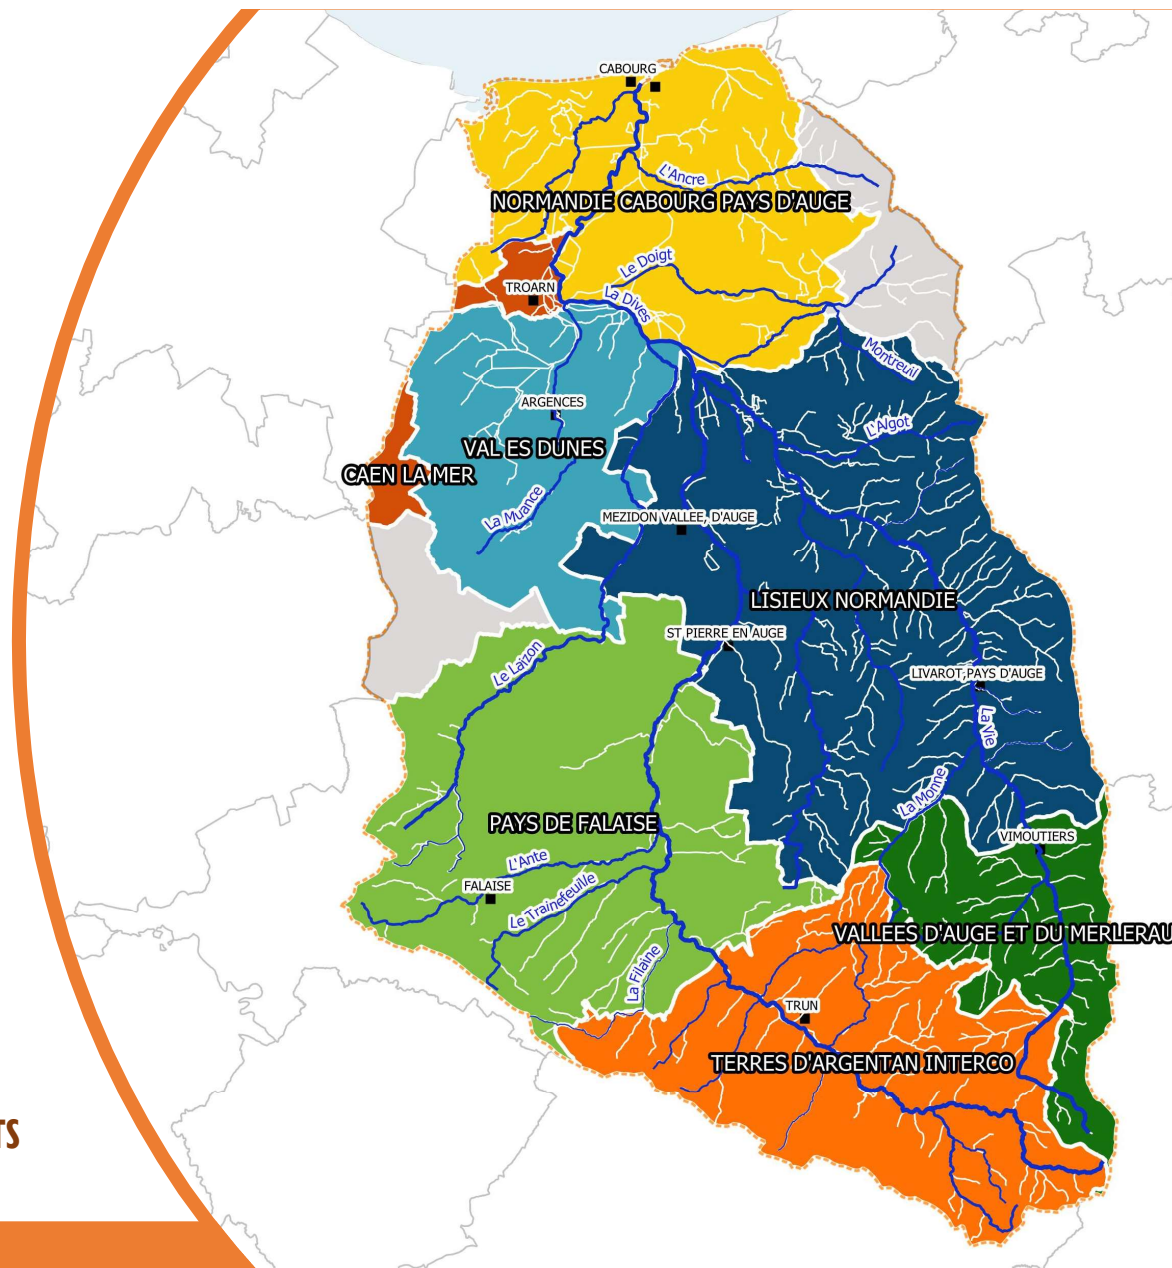 CABOURG
L'Ancre
NORMANDIE CABOURG PAYS D'AUGE
Le Doigt
TROARN
La Dives
Montreuil
ARGENCES
L'Algot
VAL ES DUNES
CAEN LA MER
La Muance
MEZIDON VALLEE, D'AUGE
LISIEUX NORMANDIE
ST PIERRE EN AUGE
Le Laizon
LIVAROT,PAYS D'AUGE
La Vie
La Monne
PAYS DE FALAISE
VIMOUTIERS
L'Ante
FALAISE
Le Trainefeuille
VALLEES D'AUGE ET DU MERLERAU
La Filaine
TRUN
TERRES D'ARGENTAN INTERCO
TS